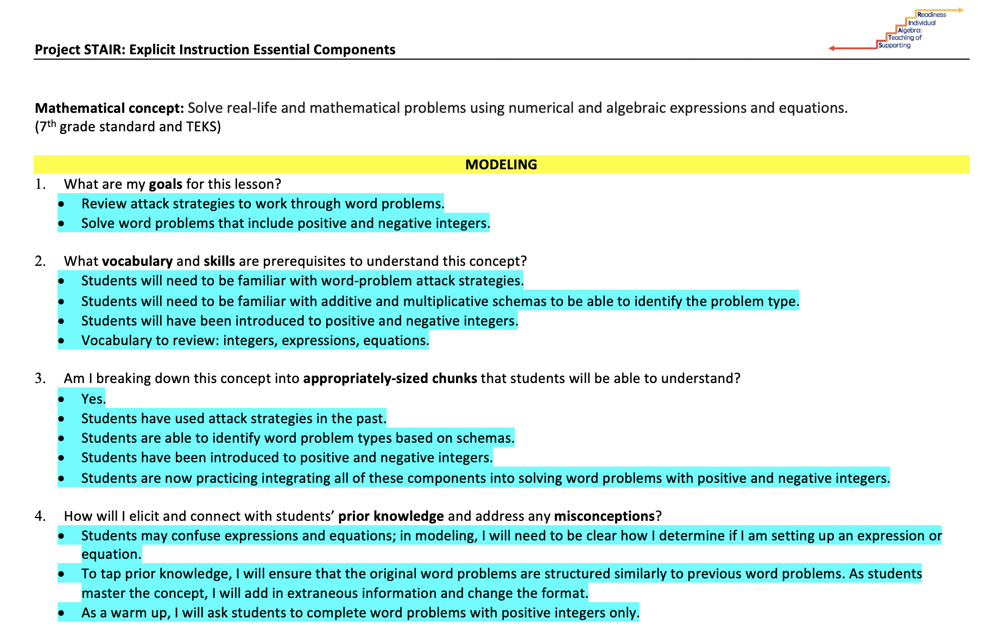 Readiness
Individual
Algebra:
Teaching of
Supporting
Project STAIR: Explicit Instruction Essential Components
Mathematical concept: Solve real-life and mathematical problems using numerical and algebraic expressions and equations.
(7th grade standard and TEKS)
MODELING
1. What are my goals for this lesson?
• Review attack strategies to work through word problems.
• Solve word problems that include positive and negative integers.
2. What vocabulary and skills are prerequisites to understand this concept?
• Students will need to be familiar with word-problem attack strategies.
• Students will need to be familiar with additive and multiplicative schemas to be able to identify the problem type.
• Students will have been introduced to positive and negative integers.
• Vocabulary to review: integers, expressions, equations.
3. Am I breaking down this concept into appropriately-sized chunks that students will be able to understand?
• Yes.
• Students have used attack strategies in the past.
• Students are able to identify word problem types based on schemas.
• Students have been introduced to positive and negative integers.
• Students are now practicing integrating all of these components into solving word problems with positive and negative integers.
4. How will I elicit and connect with students’ prior knowledge and address any misconceptions?
• Students may confuse expressions and equations; in modeling, I will need to be clear how I determine if I am setting up an expression or
equation.
• To tap prior knowledge, I will ensure that the original word problems are structured similarly to previous word problems. As students
master the concept, I will add in extraneous information and change the format.
• As a warm up, I will ask students to complete word problems with positive integers only.